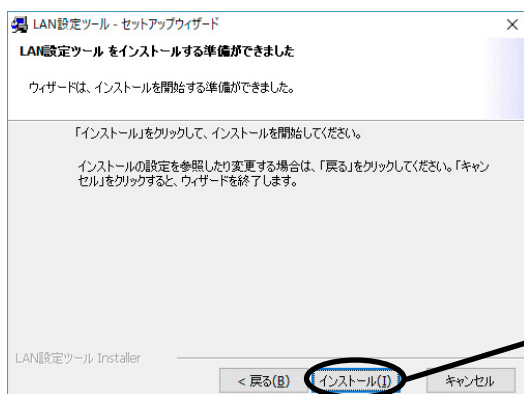 LAN設定ツール - セットアップウィザード
LAN設定ツール をインストールする準備ができました
ウィザードは、インストールを開始する準備ができました。
「インストール」をクリックして、インストールを開始してください。
インストールの設定を参照したり変更する場合は、「戻る」をクリックしてください。「キャン
セル」をクリックすると、ウィザードを終了します。
LAN設定ツール Installer
< 戻る(B) インストール(I) キャンセル